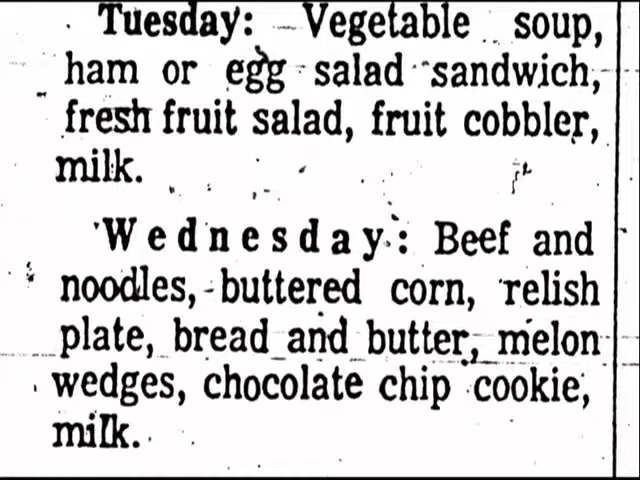 Tuesday: Vegetable soup,
ham or egg salad sandwich,
fresh fruit salad, fruit cobbler,
milk.
Wednesday: Beef and
noodles, buttered corn, relish
plate, bread and butter, melon
wedges, chocolate chip cookie,
milk.